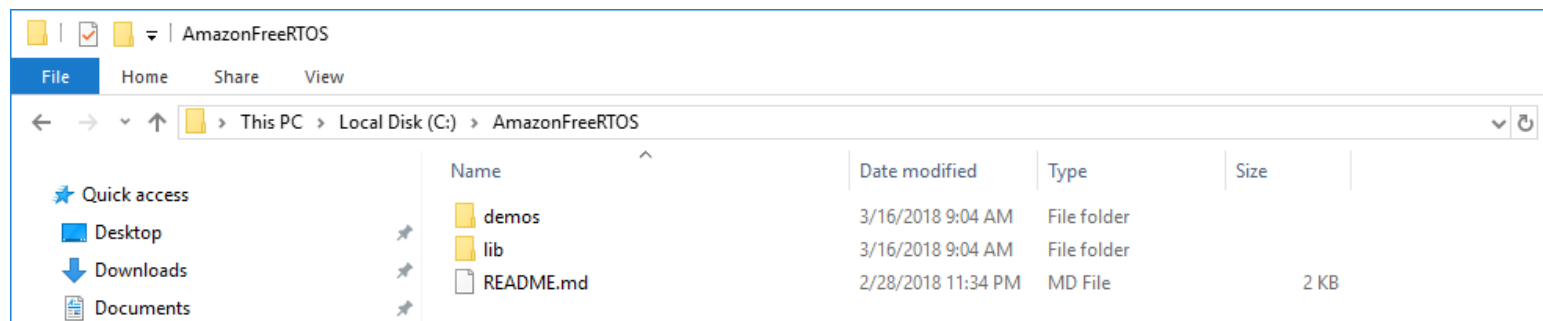 AmazonFreeRTOS
File Home Share View
This PC > Local Disk (C:) > AmazonFreeRTOS
Name Date modified Type Size
Quick access
demos 3/16/2018 9:04 AM File folder
Desktop
lib 3/16/2018 9:04 AM File folder
Downloads
README.md 2/28/2018 11:34 PM MD File 2 KB
Documents